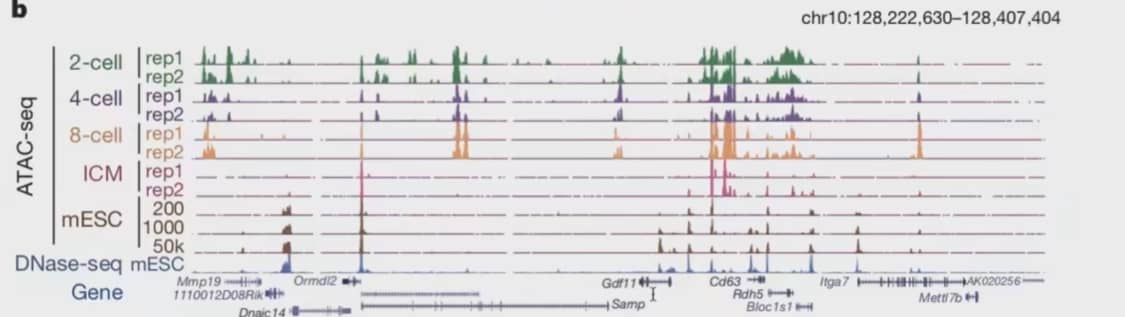 b
chr10:128,222,630–128,407,404
ATAC-seq
2-cell rep1
rep2
4-cell rep1
rep2
8-cell rep1
rep2
ICM rep1
rep2
mESC 200
1000
50k
DNase-seq mESC
Gene
Mmp19 Ormdl2 Gdf11 Cd63 Itga7 AK020256
1110012D08Rik Rdh5 Mettl7b
Dnajc14 Samp Bloc1s1